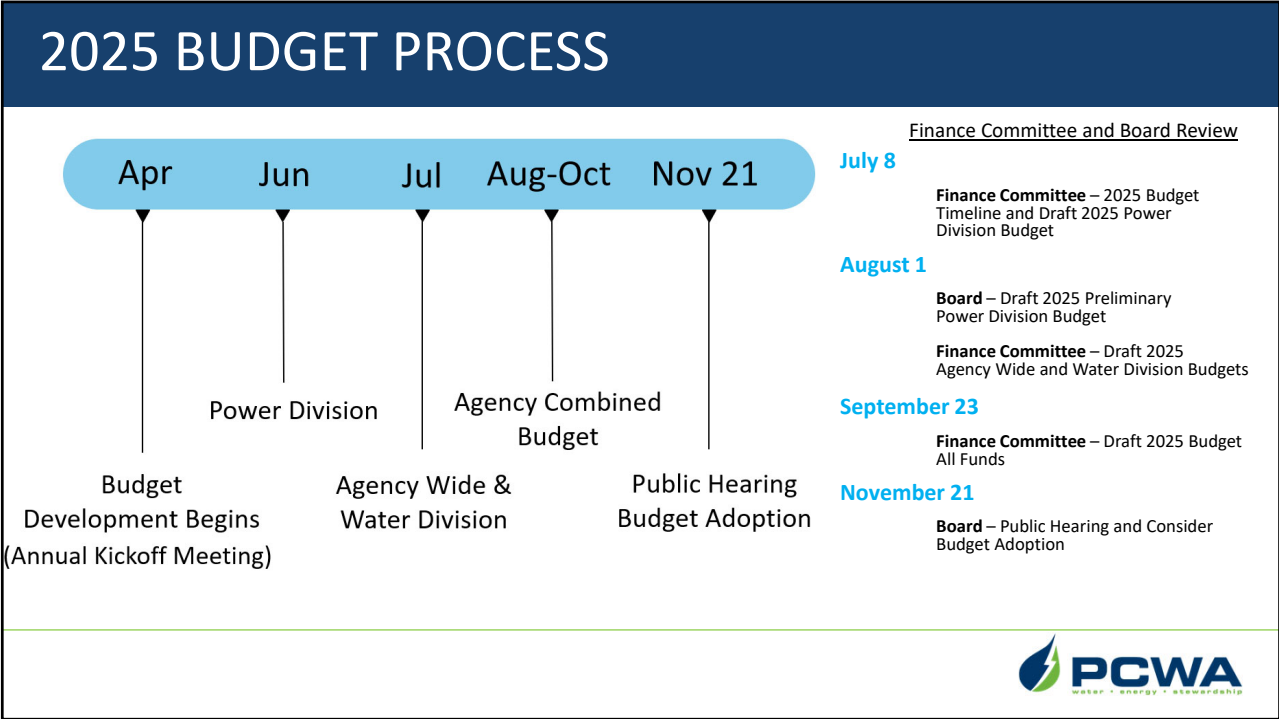 2025 BUDGET PROCESS
Apr
Jun
Jul
Aug-Oct
Nov 21
Power Division
Agency Combined
Budget
Budget
Development Begins
(Annual Kickoff Meeting)
Agency Wide &
Water Division
Public Hearing
Budget Adoption
Finance Committee and Board Review
July 8
Finance Committee – 2025 Budget
Timeline and Draft 2025 Power
Division Budget
August 1
Board – Draft 2025 Preliminary
Power Division Budget
Finance Committee – Draft 2025
Agency Wide and Water Division Budgets
September 23
Finance Committee – Draft 2025 Budget
All Funds
November 21
Board – Public Hearing and Consider
Budget Adoption
PCWA
water • energy • stewardship